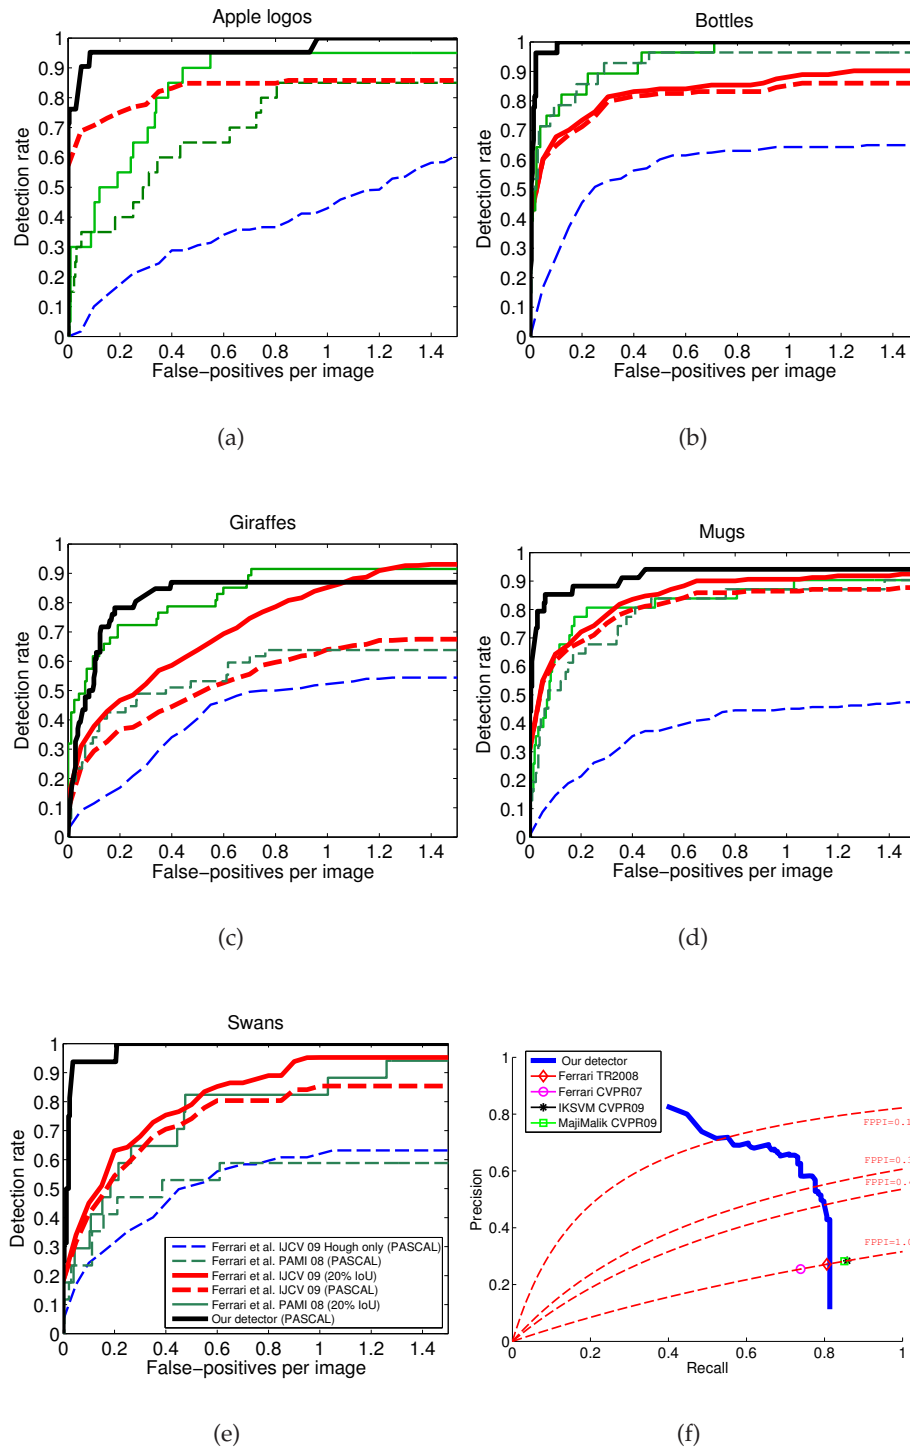 Apple logos
1
0.9
0.8
0.7
0.6
0.5
0.4
0.3
0.2
0.1
0
Detection rate
0 0.2 0.4 0.6 0.8 1 1.2 1.4
False−positives per image
(a)
Bottles
1
0.9
0.8
0.7
0.6
0.5
0.4
0.3
0.2
0.1
0
Detection rate
0 0.2 0.4 0.6 0.8 1 1.2 1.4
False−positives per image
(b)
Giraffes
1
0.9
0.8
0.7
0.6
0.5
0.4
0.3
0.2
0.1
0
Detection rate
0 0.2 0.4 0.6 0.8 1 1.2 1.4
False−positives per image
(c)
Mugs
1
0.9
0.8
0.7
0.6
0.5
0.4
0.3
0.2
0.1
0
Detection rate
0 0.2 0.4 0.6 0.8 1 1.2 1.4
False−positives per image
(d)
Swans
1
0.9
0.8
0.7
0.6
0.5
0.4
0.3
0.2
0.1
0
Detection rate
Ferrari et al. IJCV 09 Hough only (PASCAL)
Ferrari et al. PAMI 08 (PASCAL)
Ferrari et al. IJCV 09 (20% IoU)
Ferrari et al. IJCV 09 (PASCAL)
Ferrari et al. PAMI 08 (20% IoU)
Our detector (PASCAL)
0 0.2 0.4 0.6 0.8 1 1.2 1.4
False−positives per image
(e)
Our detector
Ferrari TR2008
Ferrari CVPR07
IKSVM CVPR09
MajiMalik CVPR09
1
0.8
0.6
0.4
0.2
0
Precision
FPPI=0.1
FPPI=0.3
FPPI=0.4
FPPI=1.0
0 0.2 0.4 0.6 0.8 1
Recall
(f)